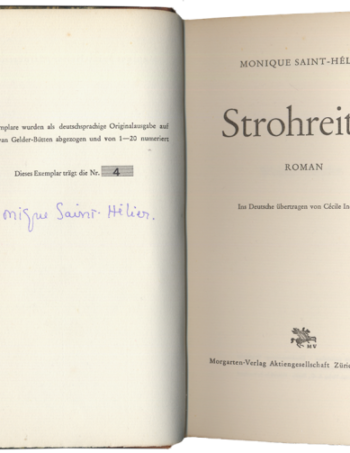 emplare wurden als deutschsprachige Originalausgabe auf
van Gelder-Bütten abgezogen und von 1—20 numeriert
Dieses Exemplar trägt die Nr. 4
onique Saint-Hélier.
MONIQUE SAINT-HÉL
Strohreit
ROMAN
Ins Deutsche übertragen von Cécile
MV
Morgarten-Verlag Aktiengesellschaft Züri